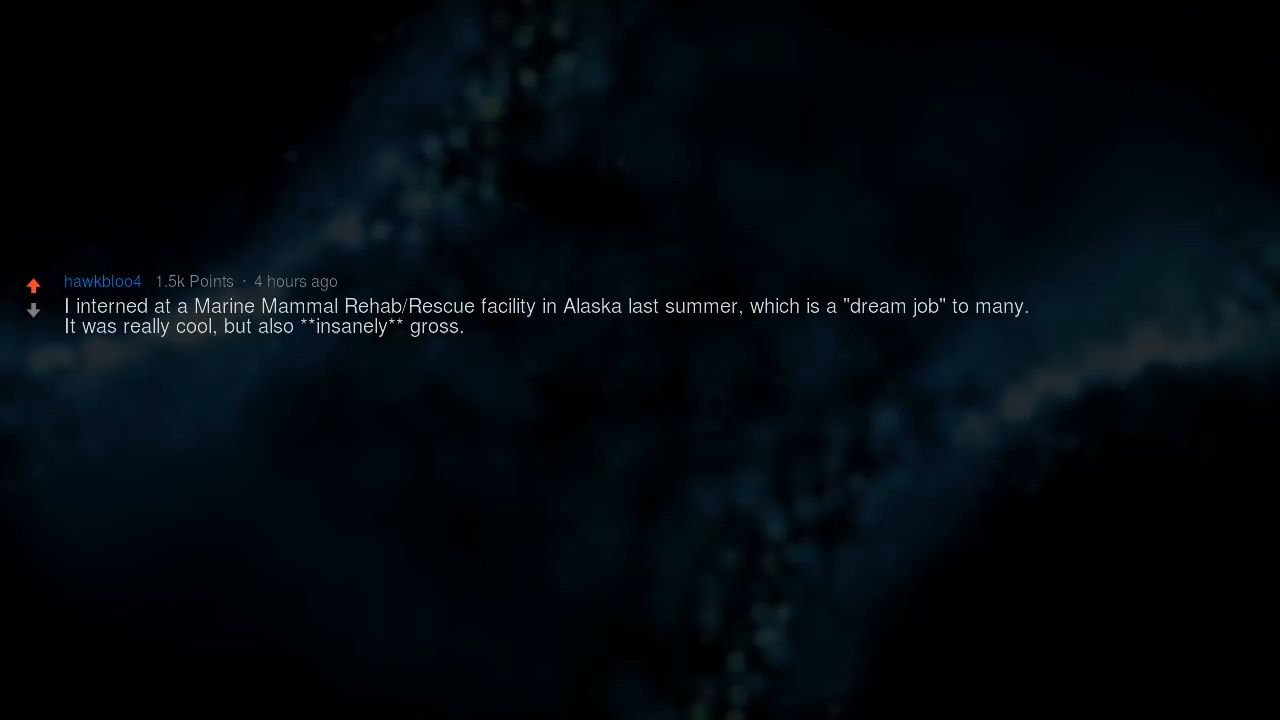 hawkbloo4 1.5k Points · 4 hours ago
I interned at a Marine Mammal Rehab/Rescue facility in Alaska last summer, which is a "dream job" to many.
It was really cool, but also **insanely** gross.